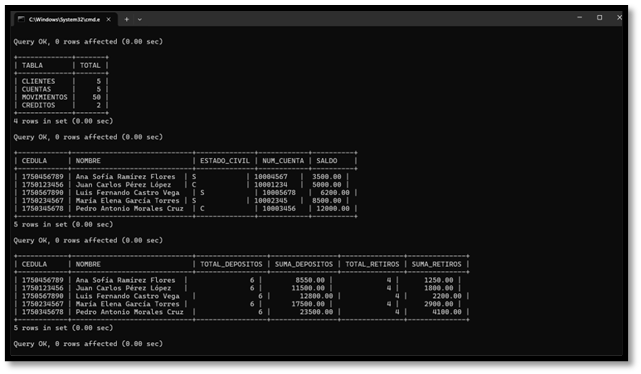 C:\Windows\System32\cmd.e
Query OK, 0 rows affected (0.00 sec)
+-------------+-------+
| TABLA       | TOTAL |
+-------------+-------+
| CLIENTES    |     5 |
| CUENTAS     |     5 |
| MOVIMIENTOS |    50 |
| CREDITOS    |     2 |
+-------------+-------+
4 rows in set (0.00 sec)
Query OK, 0 rows affected (0.00 sec)
+------------+-----------------------------+--------------+------------+----------+
| CEDULA     | NOMBRE                      | ESTADO_CIVIL | NUM_CUENTA | SALDO    |
+------------+-----------------------------+--------------+------------+----------+
| 1750456789 | Ana Sofía Ramírez Flores   | S            | 10004567   |  3500.00 |
| 1750123456 | Juan Carlos Pérez López   | C            | 10001234   |  5000.00 |
| 1750567890 | Luis Fernando Castro Vega   | S            | 10005678   |  6200.00 |
| 1750234567 | María Elena García Torres | S            | 10002345   |  8500.00 |
| 1750345678 | Pedro Antonio Morales Cruz  | C            | 10003456   | 12000.00 |
+------------+-----------------------------+--------------+------------+----------+
5 rows in set (0.00 sec)
Query OK, 0 rows affected (0.00 sec)
+------------+-----------------------------+-----------------+----------------+---------------+--------------+
| CEDULA     | NOMBRE                      | TOTAL_DEPOSITOS | SUMA_DEPOSITOS | TOTAL_RETIROS | SUMA_RETIROS |
+------------+-----------------------------+-----------------+----------------+---------------+--------------+
| 1750456789 | Ana Sofía Ramírez Flores   |               6 |        8550.00 |             4 |      1250.00 |
| 1750123456 | Juan Carlos Pérez López   |               6 |       11500.00 |             4 |      1800.00 |
| 1750567890 | Luis Fernando Castro Vega   |               6 |       12800.00 |             4 |      2200.00 |
| 1750234567 | María Elena García Torres |               6 |       17500.00 |             4 |      2900.00 |
| 1750345678 | Pedro Antonio Morales Cruz  |               6 |       23500.00 |             4 |      4100.00 |
+------------+-----------------------------+-----------------+----------------+---------------+--------------+
5 rows in set (0.00 sec)
Query OK, 0 rows affected (0.00 sec)